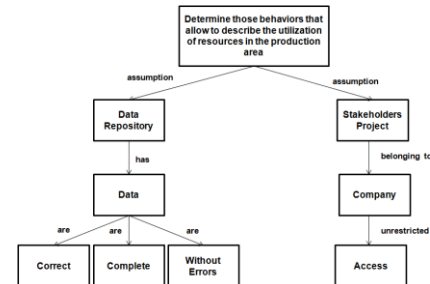 Determine those behaviors that
allow to describe the utilization
of resources in the production
area
assumption
assumption
Data
Repository
Stakeholders
Project
has
belonging to
Data
Company
are
are
are
unrestricted
Correct
Complete
Without
Errors
Access